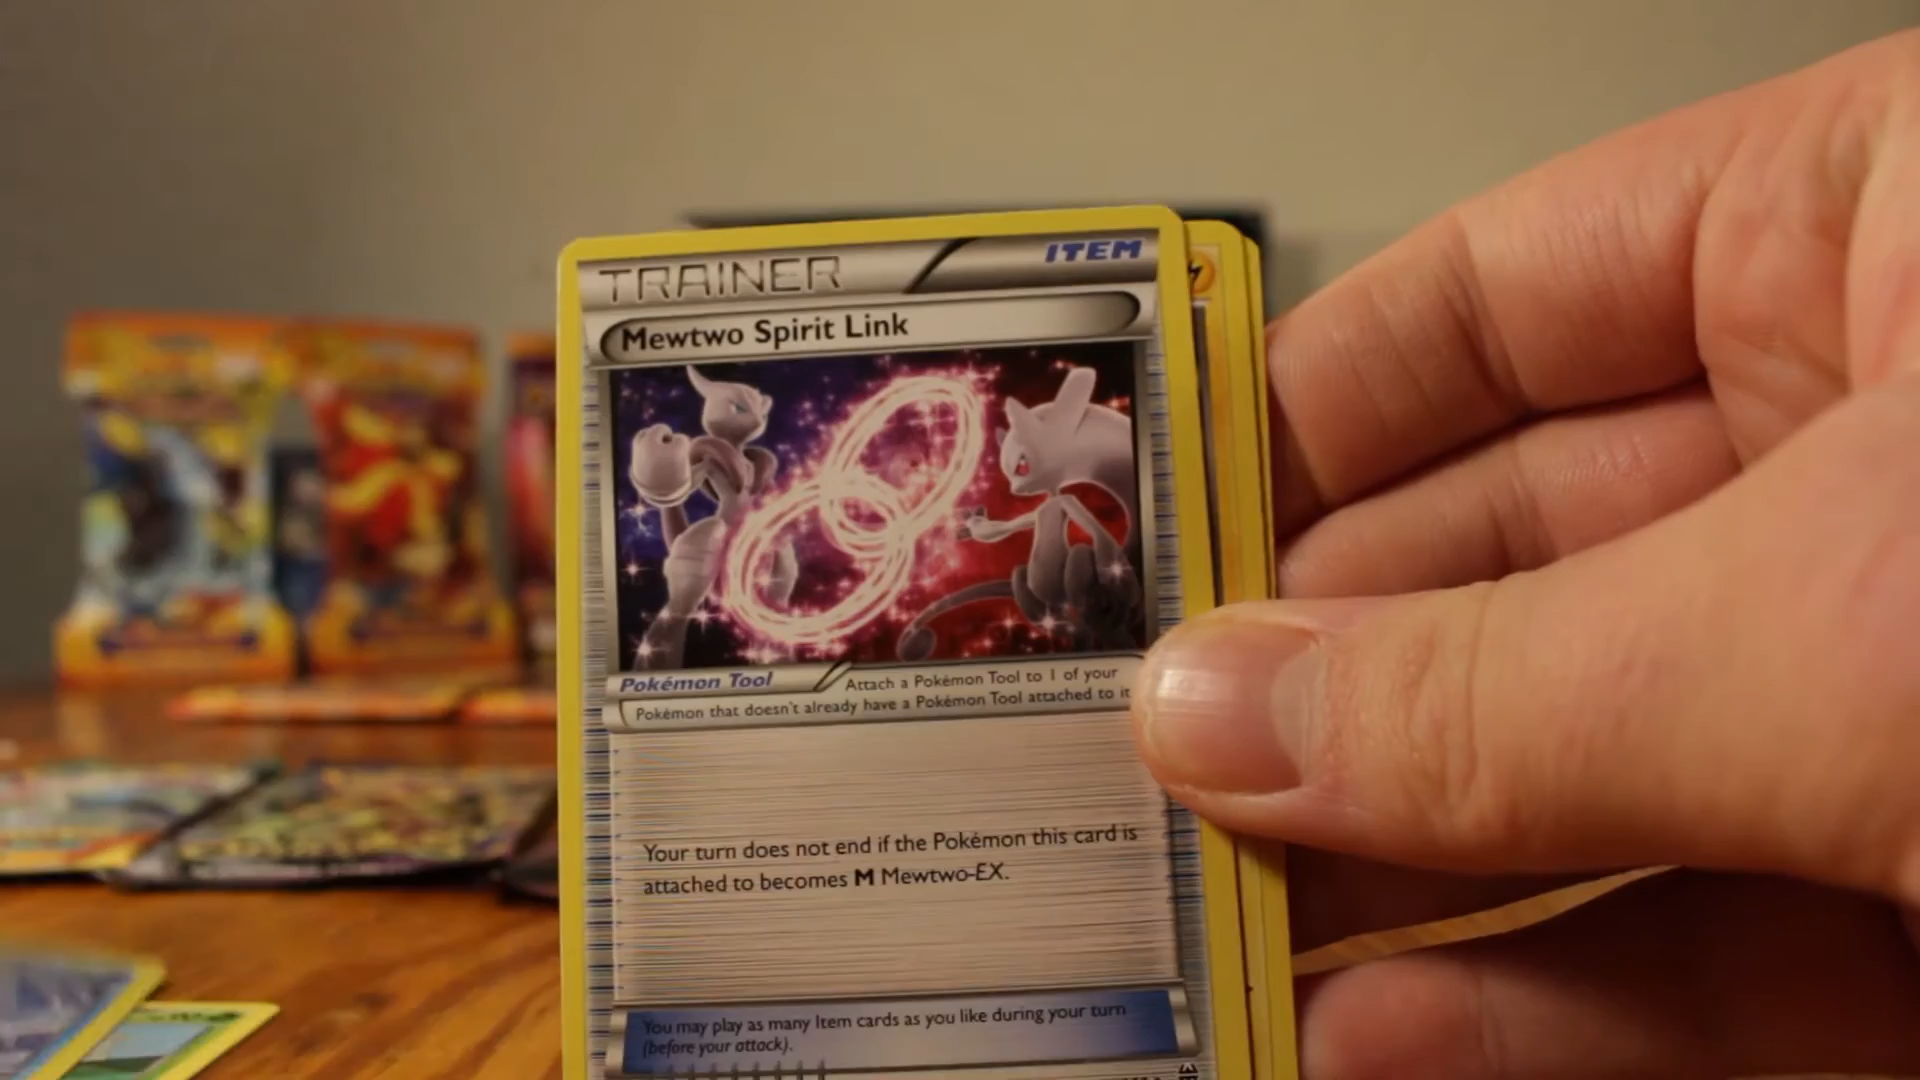 TRAINER
ITEM
Mewtwo Spirit Link
Pokémon Tool
Attach a Pokémon Tool to 1 of your
Pokémon that doesn't already have a Pokémon Tool attached to it
Your turn does not end if the Pokémon this card is
attached to becomes M Mewtwo-EX.
You may play as many Item cards as you like during your turn
(before your attack).